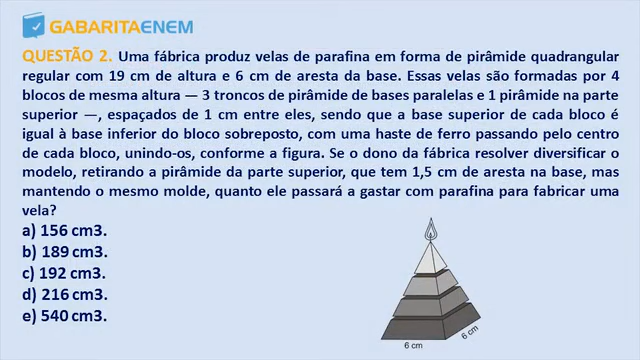 GABARITAENEM
QUESTÃO 2. Uma fábrica produz velas de parafina em forma de pirâmide quadrangular
regular com 19 cm de altura e 6 cm de aresta da base. Essas velas são formadas por 4
blocos de mesma altura — 3 troncos de pirâmide de bases paralelas e 1 pirâmide na parte
superior —, espaçados de 1 cm entre eles, sendo que a base superior de cada bloco é
igual à base inferior do bloco sobreposto, com uma haste de ferro passando pelo centro
de cada bloco, unindo-os, conforme a figura. Se o dono da fábrica resolver diversificar o
modelo, retirando a pirâmide da parte superior, que tem 1,5 cm de aresta na base, mas
mantendo o mesmo molde, quanto ele passará a gastar com parafina para fabricar uma
vela?
a) 156 cm3.
b) 189 cm3.
c) 192 cm3.
d) 216 cm3.
e) 540 cm3.
6 cm
6 cm